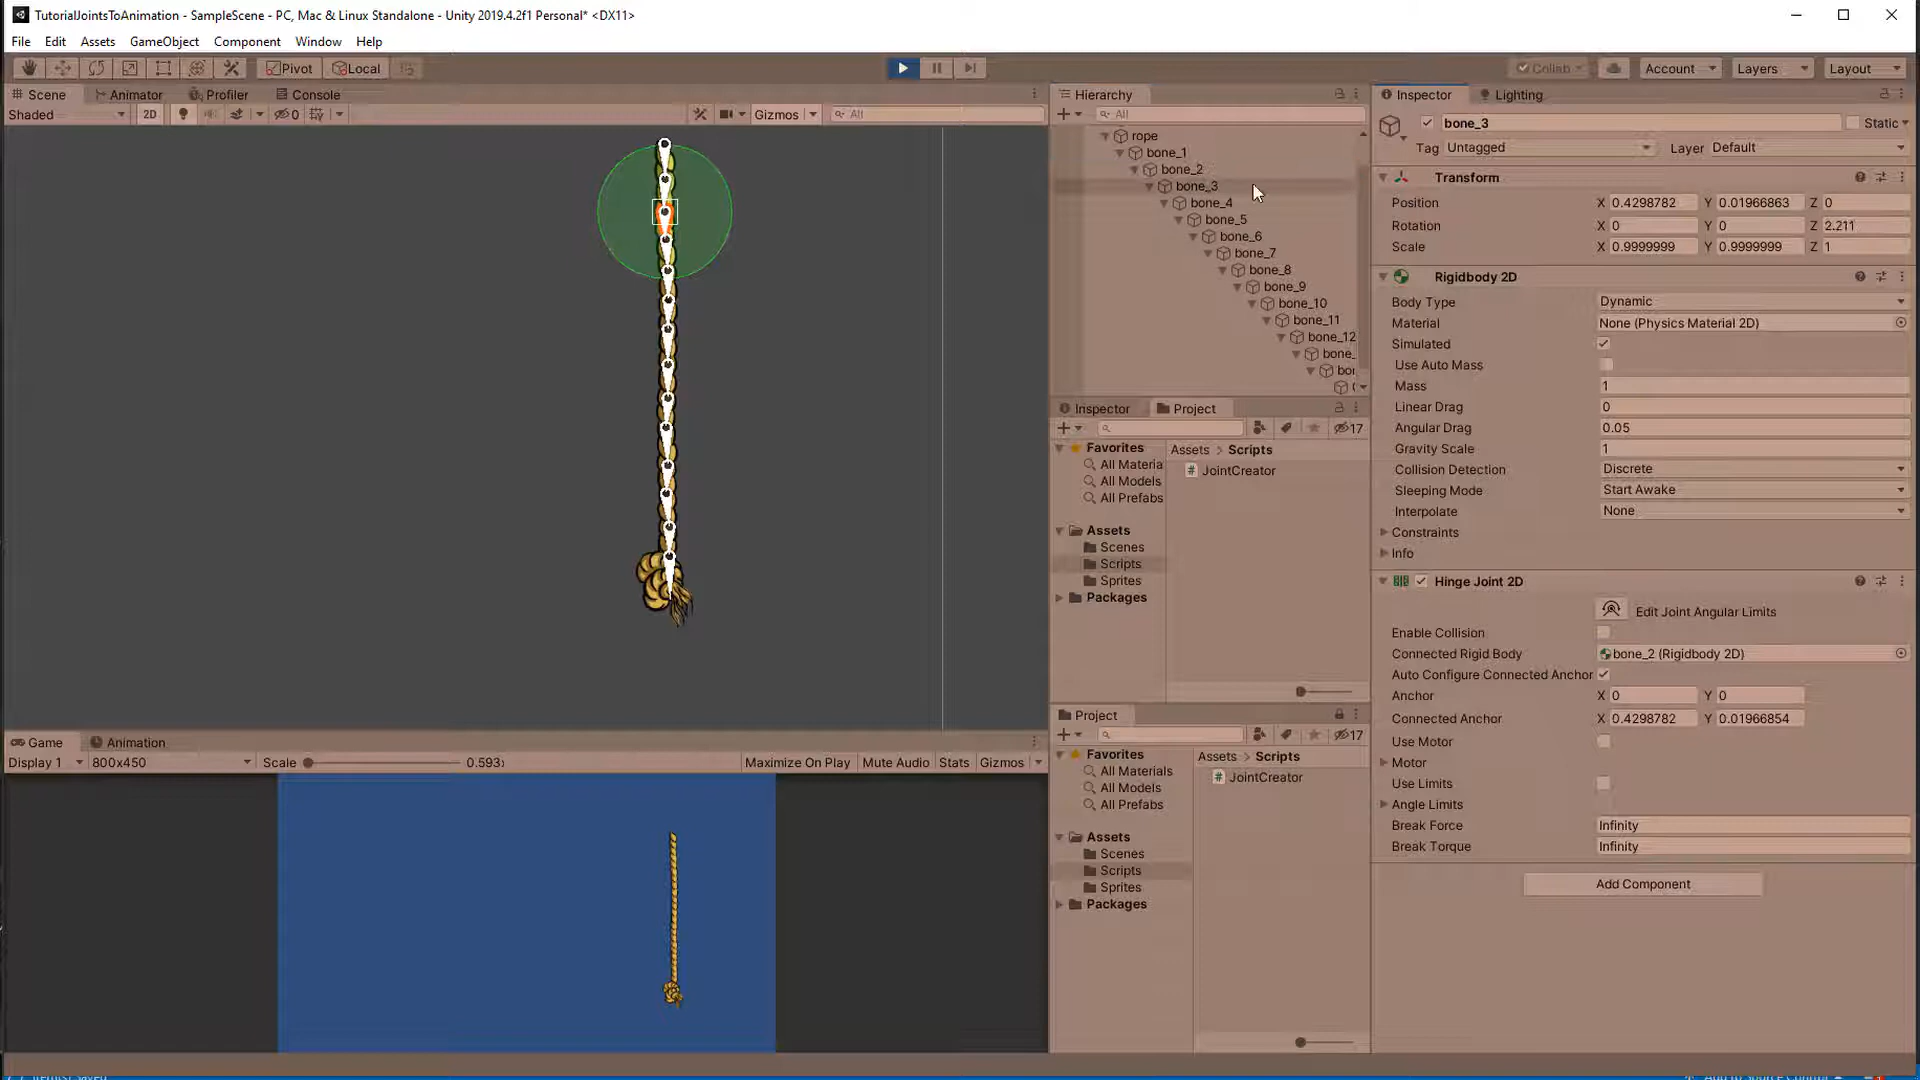 TutorialJointsToAnimation - SampleScene - PC, Mac & Linux Standalone - Unity 2019.4.2f1 Personal* <DX11>
File Edit Assets GameObject Component Window Help
Pivot Local Collab Account Layers Layout
Scene Animator Profiler Console
Shaded 2D 0 Gizmos All
Hierarchy
All
rope
bone_1
bone_2
bone_3
bone_4
bone_5
bone_6
bone_7
bone_8
bone_9
bone_10
bone_11
bone_12
bone_
bo
Inspector Project
17
Favorites
All Materia
All Models
All Prefabs
Assets
Scenes
Scripts
Sprites
Packages
Assets > Scripts
# JointCreator
Project
17
Favorites
All Materials
All Models
All Prefabs
Assets
Scenes
Scripts
Sprites
Packages
Assets > Scripts
# JointCreator
Inspector Lighting
bone_3 Static
Tag Untagged Layer Default
Transform
Position X 0.4298782 Y 0.01966863 Z 0
Rotation X 0 Y 0 Z 2.211
Scale X 0.9999999 Y 0.9999999 Z 1
Rigidbody 2D
Body Type Dynamic
Material None (Physics Material 2D)
Simulated
Use Auto Mass
Mass 1
Linear Drag 0
Angular Drag 0.05
Gravity Scale 1
Collision Detection Discrete
Sleeping Mode Start Awake
Interpolate None
Constraints
Info
Hinge Joint 2D
Edit Joint Angular Limits
Enable Collision
Connected Rigid Body bone_2 (Rigidbody 2D)
Auto Configure Connected Anchor
Anchor X 0 Y 0
Connected Anchor X 0.4298782 Y 0.01966854
Use Motor
Motor
Use Limits
Angle Limits
Break Force Infinity
Break Torque Infinity
Add Component
Game Animation
Display 1 800x450 Scale 0.593 Maximize On Play Mute Audio Stats Gizmos